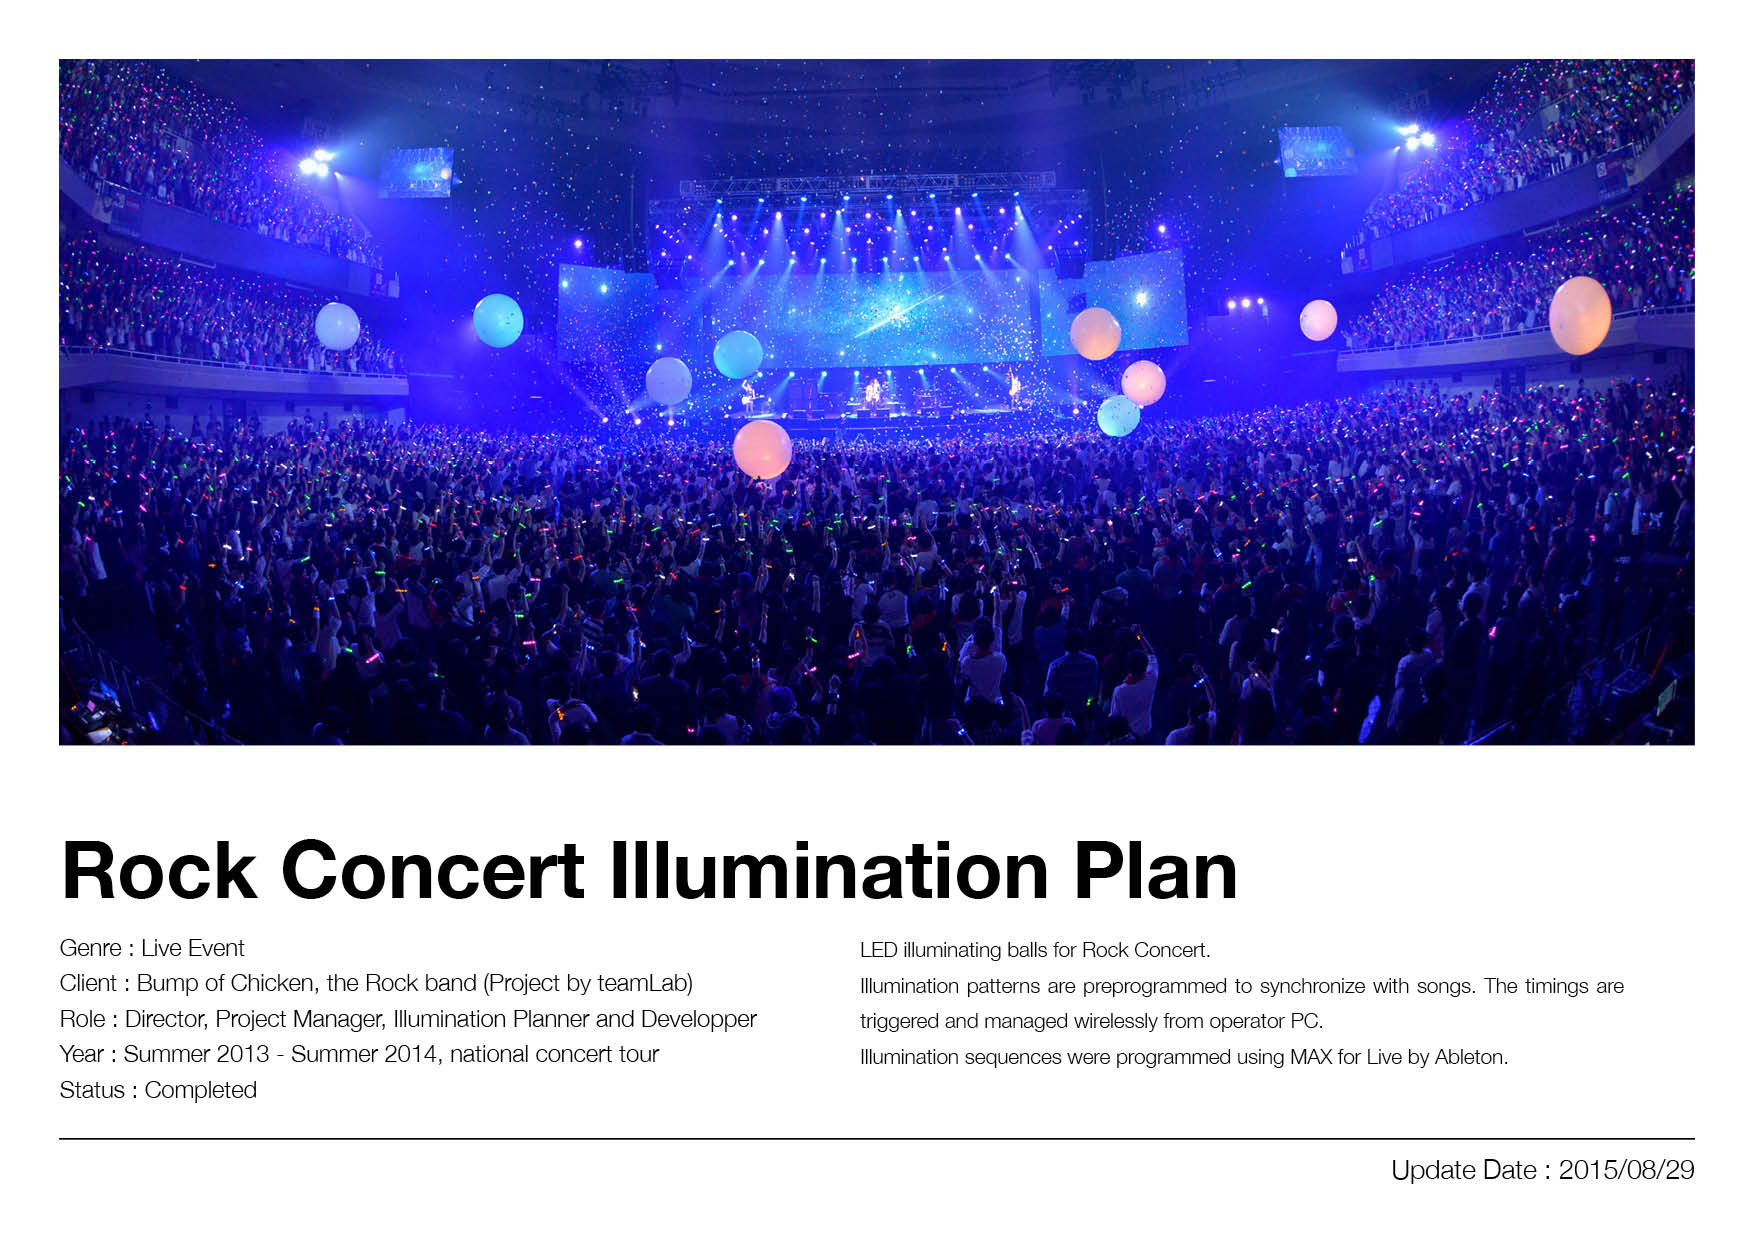 Rock Concert Illumination Plan
Genre : Live Event
Client : Bump of Chicken, the Rock band (Project by teamLab)
Role : Director, Project Manager, Illumination Planner and Developper
Year : Summer 2013 - Summer 2014, national concert tour
Status : Completed
LED illuminating balls for Rock Concert.
Illumination patterns are preprogrammed to synchronize with songs. The timings are
triggered and managed wirelessly from operator PC.
Illumination sequences were programmed using MAX for Live by Ableton.
Update Date : 2015/08/29